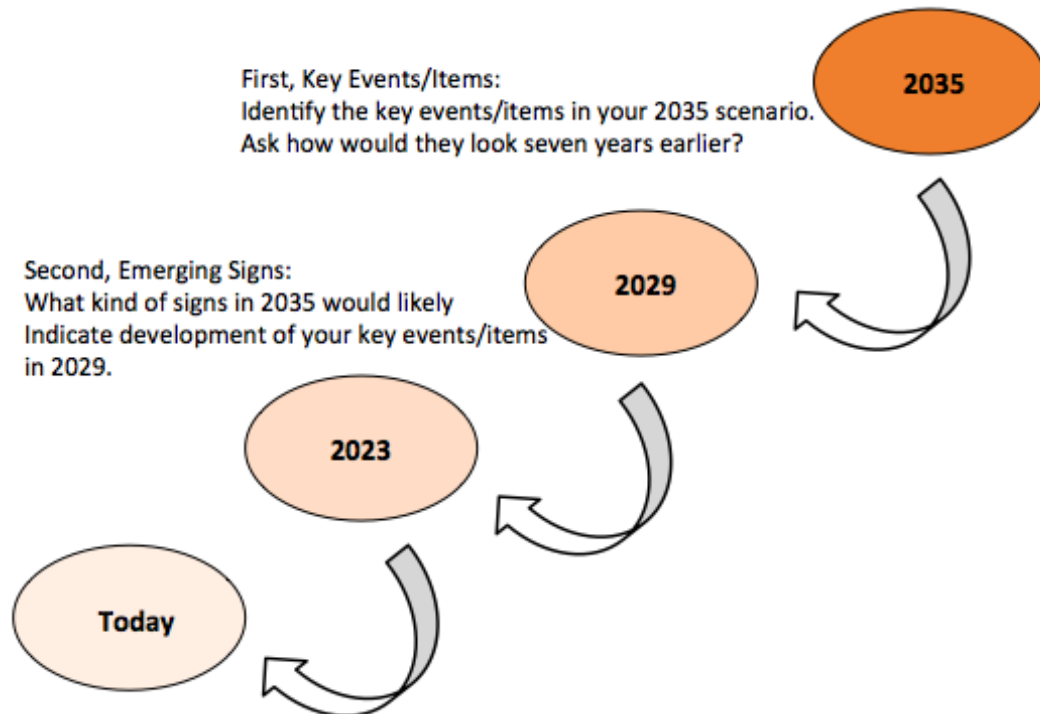 2035
First, Key Events/Items:
Identify the key events/items in your 2035 scenario.
Ask how would they look seven years earlier?
2029
Second, Emerging Signs:
What kind of signs in 2035 would likely
Indicate development of your key events/items
in 2029.
2023
Today